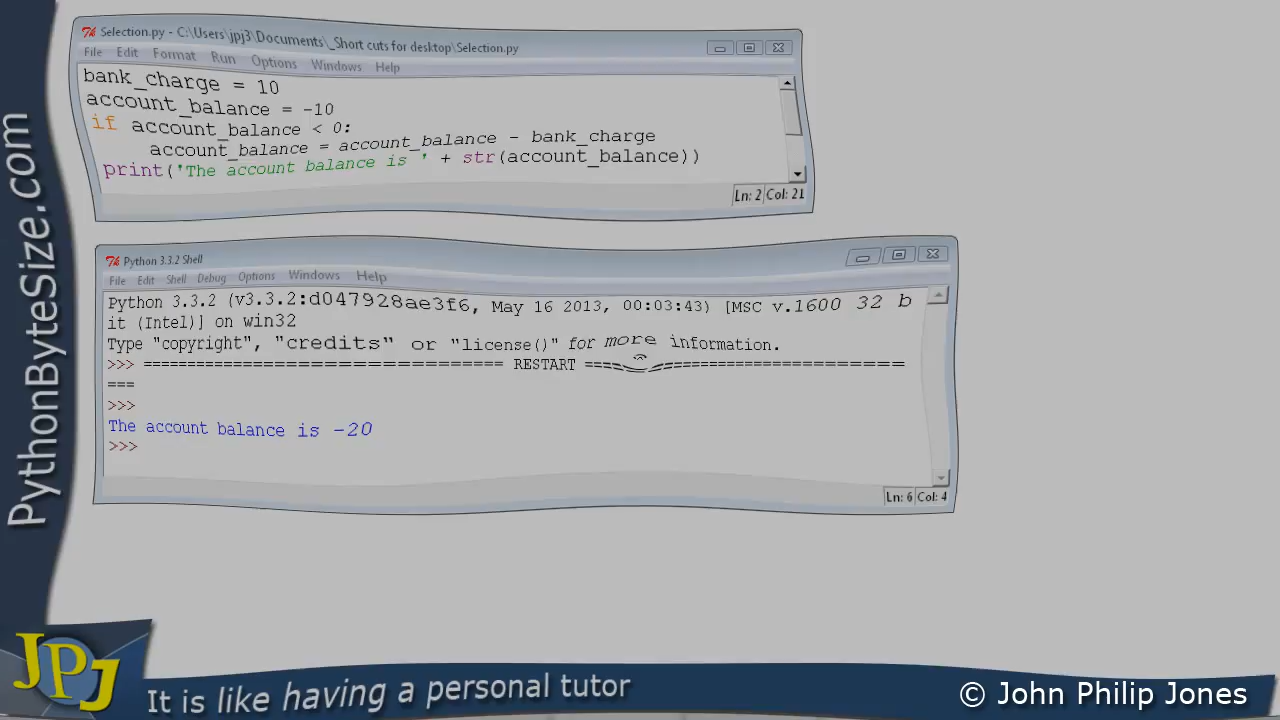 PythonByteSize.com
Selection.py - C:\Users\jpj3\Documents\_Short cuts for desktop\Selection.py
File Edit Format Run Options Windows Help
bank_charge = 10
account_balance = -10
if account_balance < 0:
    account_balance = account_balance - bank_charge
print('The account balance is ' + str(account_balance))
Ln: 2 Col: 21
Python 3.3.2 Shell
File Edit Shell Debug Options Windows Help
Python 3.3.2 (v3.3.2:d047928ae3f6, May 16 2013, 00:03:43) [MSC v.1600 32 b
it (Intel)] on win32
Type "copyright", "credits" or "license()" for more information.
>>> ================================ RESTART ================================
===
>>>
The account balance is -20
>>>
Ln: 6 Col: 4
JPJ
It is like having a personal tutor
© John Philip Jones